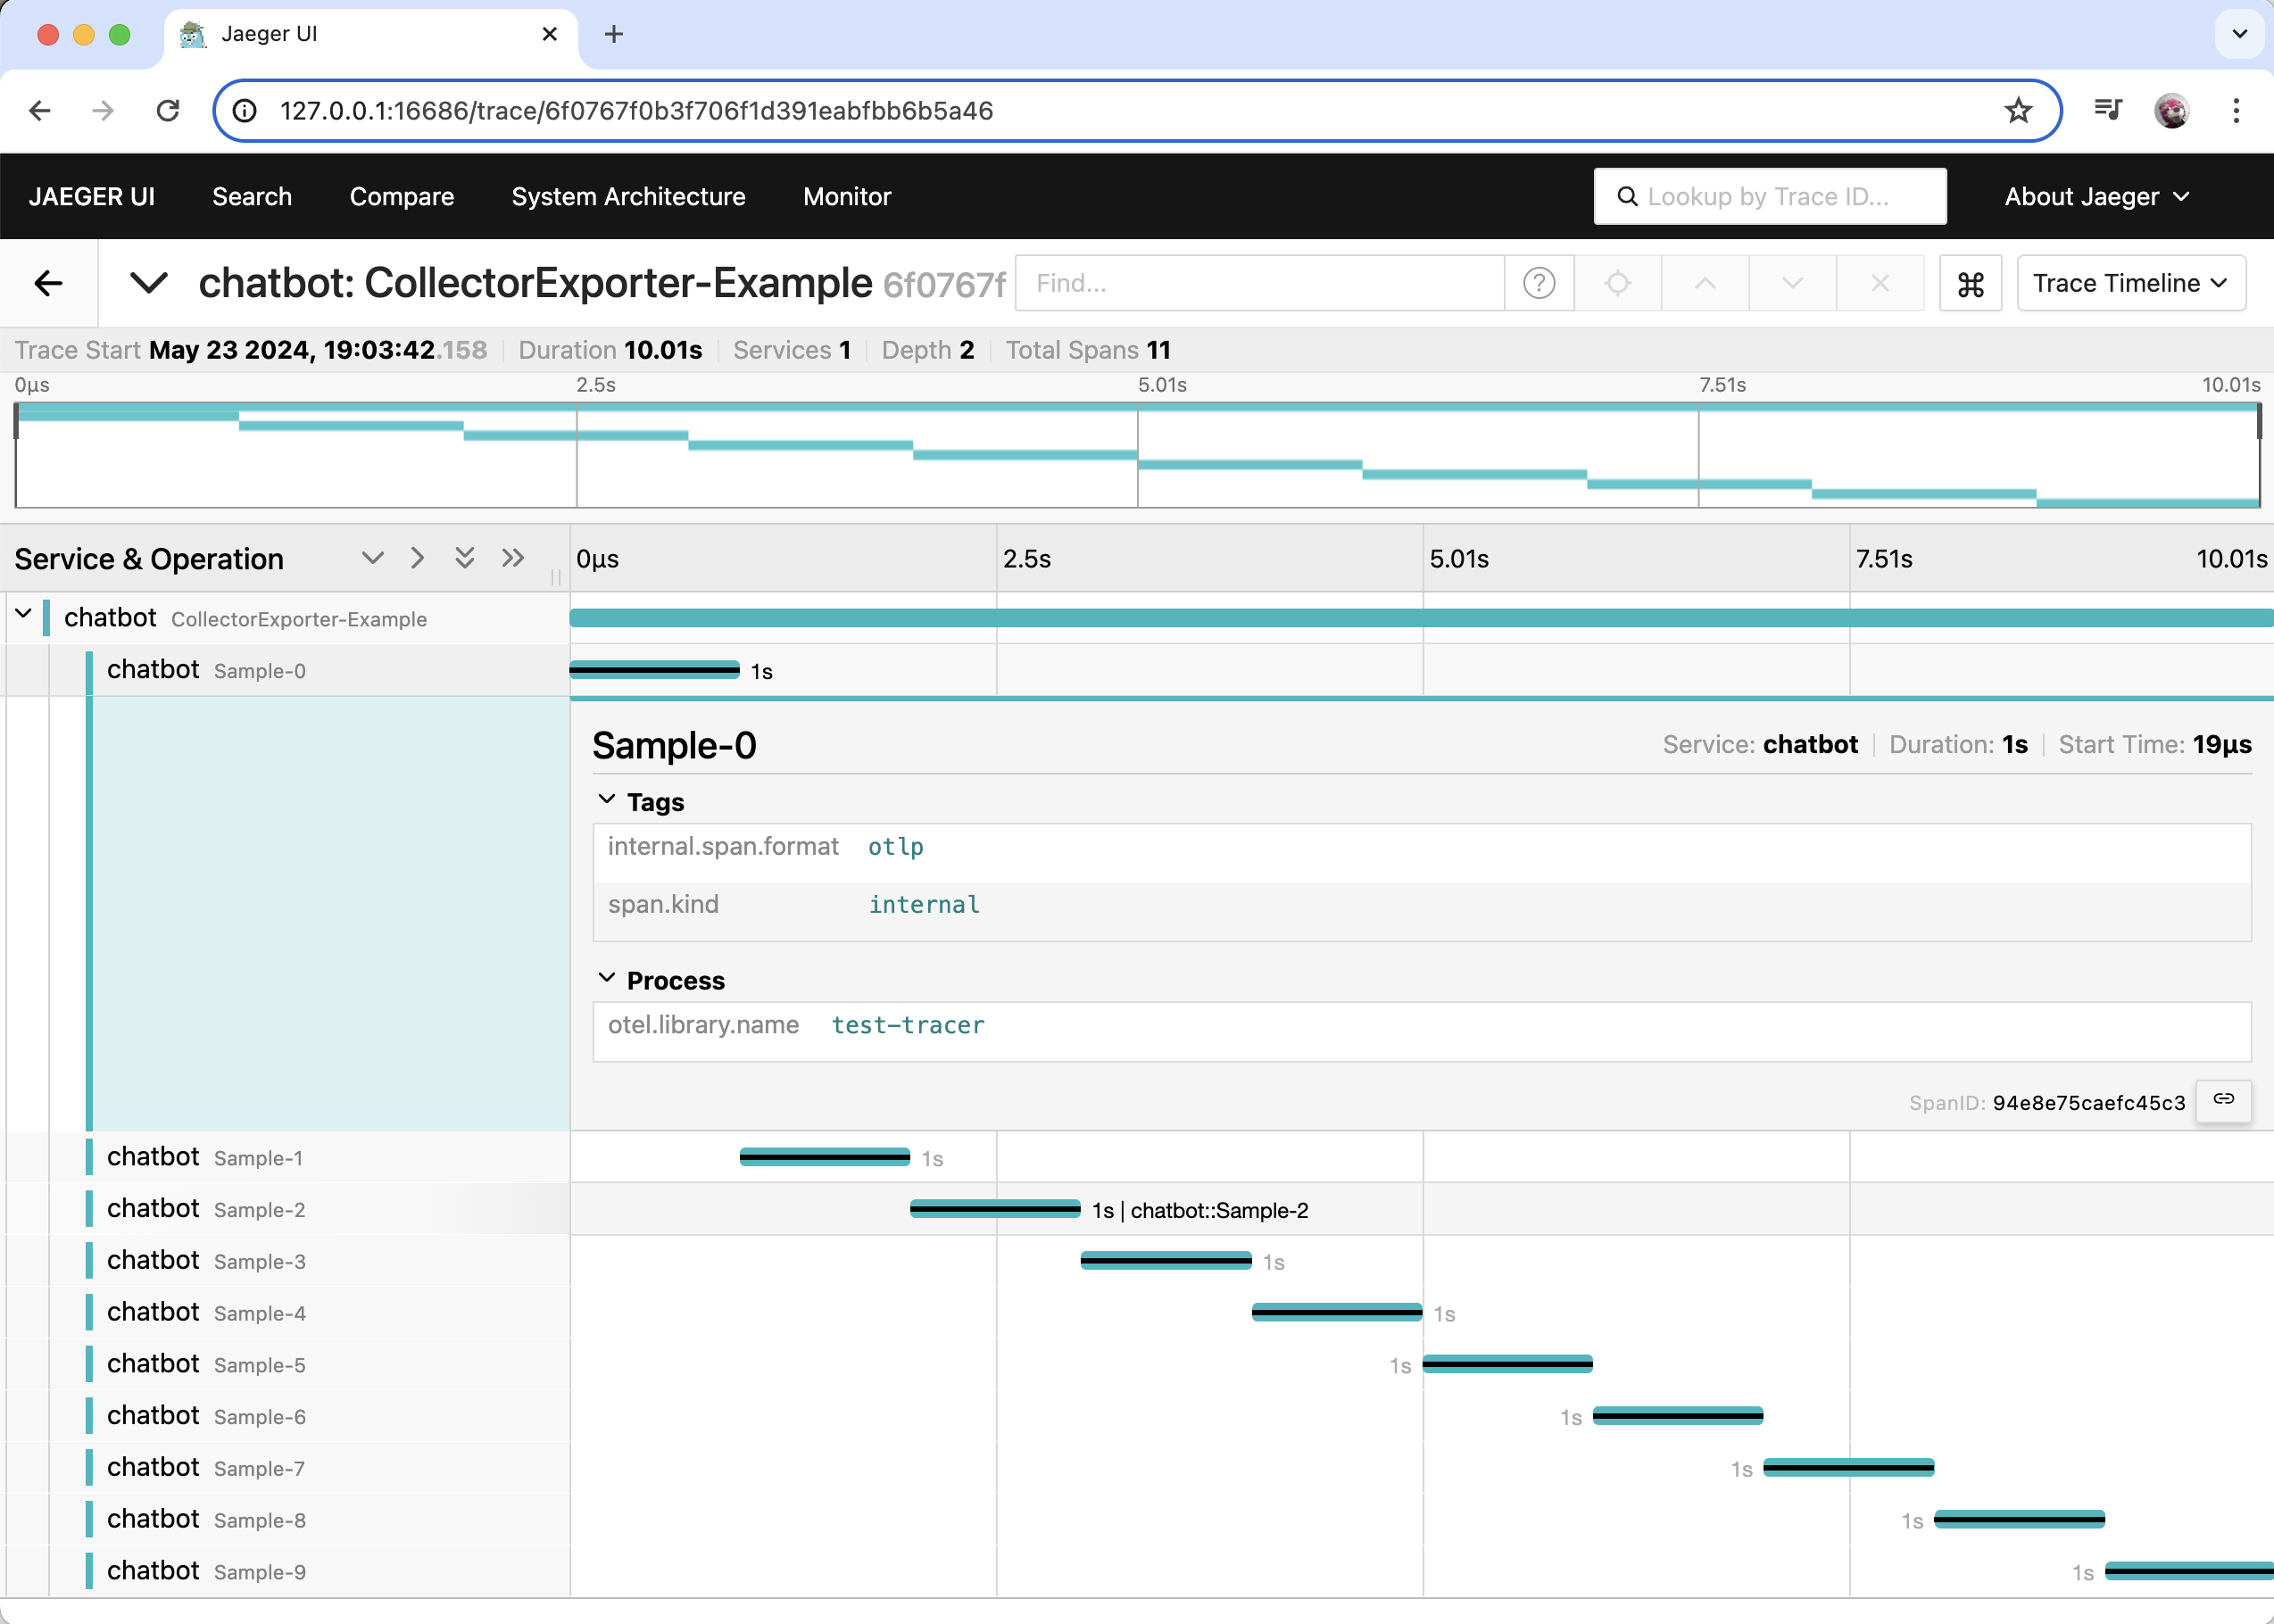 Jaeger UI
127.0.0.1:16686/trace/6f0767f0b3f706f1d391eabfbb6b5a46
JAEGER UI Search Compare System Architecture Monitor Lookup by Trace ID... About Jaeger
chatbot: CollectorExporter-Example 6f0767f Find... ? ⌘ Trace Timeline
Trace Start May 23 2024, 19:03:42.158 Duration 10.01s Services 1 Depth 2 Total Spans 11
0μs 2.5s 5.01s 7.51s 10.01s
Service & Operation 0μs 2.5s 5.01s 7.51s 10.01s
chatbot CollectorExporter-Example
chatbot Sample-0 1s
Sample-0 Service: chatbot Duration: 1s Start Time: 19μs
Tags
internal.span.format otlp
span.kind internal
Process
otel.library.name test-tracer
SpanID: 94e8e75caefc45c3
chatbot Sample-1 1s
chatbot Sample-2 1s | chatbot::Sample-2
chatbot Sample-3 1s
chatbot Sample-4 1s
chatbot Sample-5 1s
chatbot Sample-6 1s
chatbot Sample-7 1s
chatbot Sample-8 1s
chatbot Sample-9 1s